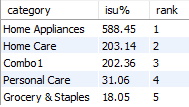 category isu% rank
Home Appliances 588.45 1
Home Care 203.14 2
Combo1 202.36 3
Personal Care 31.06 4
Grocery & Staples 18.05 5